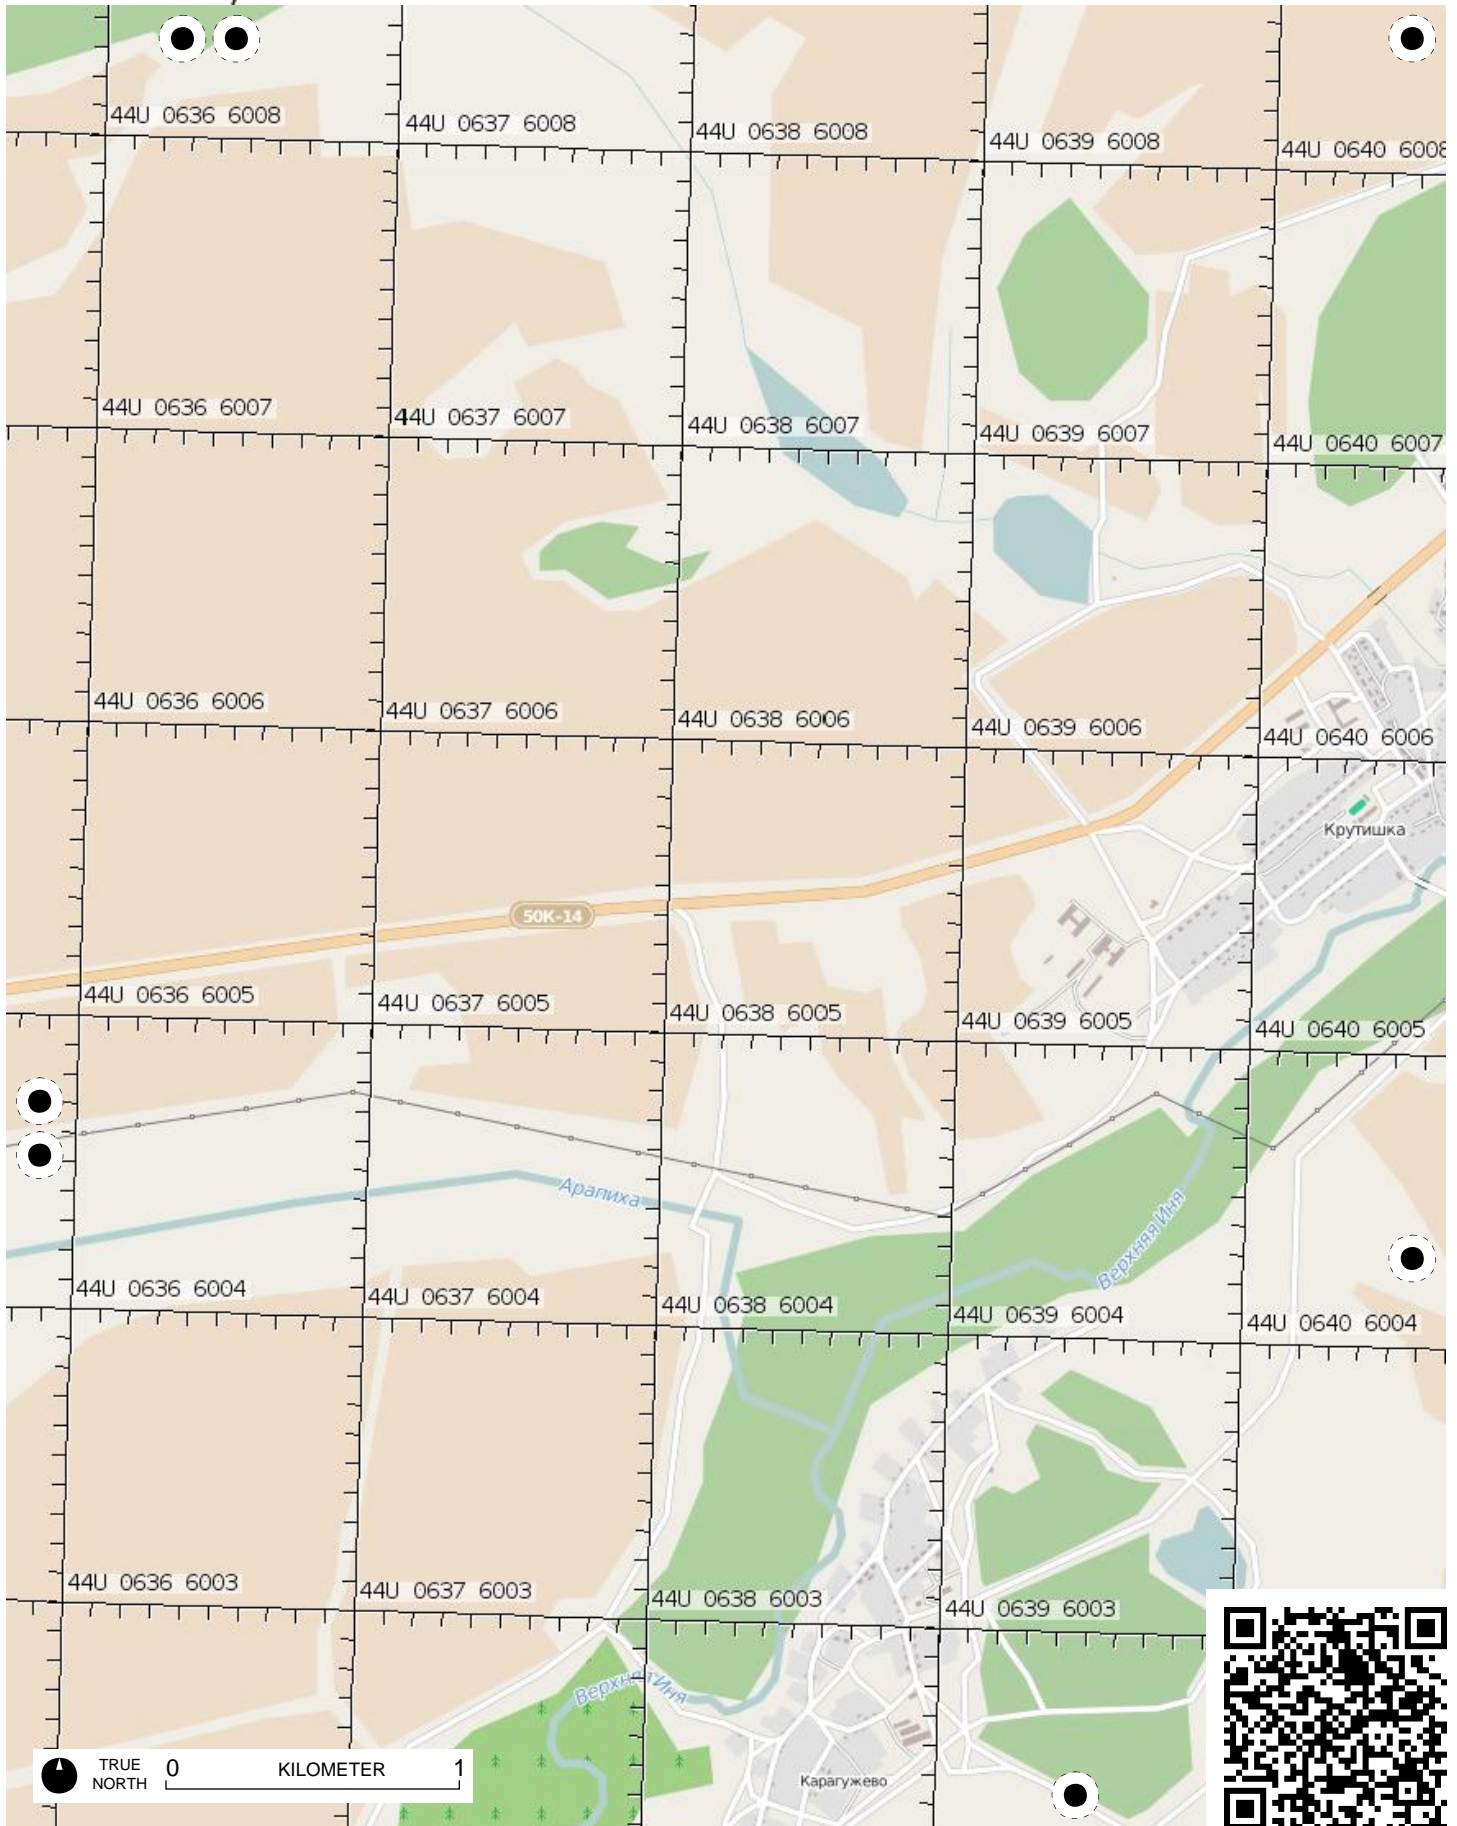 44U 0636 6008
44U 0637 6008
44U 0638 6008
44U 0639 6008
44U 0640 6008
44U 0636 6007
44U 0637 6007
44U 0638 6007
44U 0639 6007
44U 0640 6007
44U 0636 6006
44U 0637 6006
44U 0638 6006
44U 0639 6006
44U 0640 6006
Крутишка
50K-14
44U 0636 6005
44U 0637 6005
44U 0638 6005
44U 0639 6005
44U 0640 6005
Арапиха
Верхняя Иня
44U 0636 6004
44U 0637 6004
44U 0638 6004
44U 0639 6004
44U 0640 6004
44U 0636 6003
44U 0637 6003
44U 0638 6003
44U 0639 6003
Верхняя Иня
Карагужево
TRUE NORTH
0 KILOMETER 1